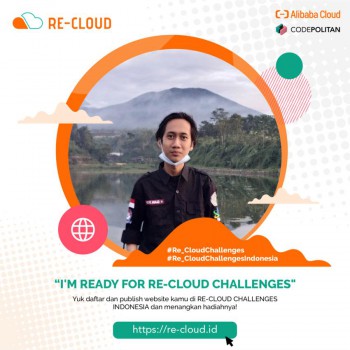 RE-CLOUD
Alibaba Cloud
CODEPOLITAN
#Re_CloudChallenges
#Re_CloudChallengesIndonesia
“I’M READY FOR RE-CLOUD CHALLENGES”
Yuk daftar dan publish website kamu di RE-CLOUD CHALLENGES
INDONESIA dan menangkan hadiahnya!
https://re-cloud.id